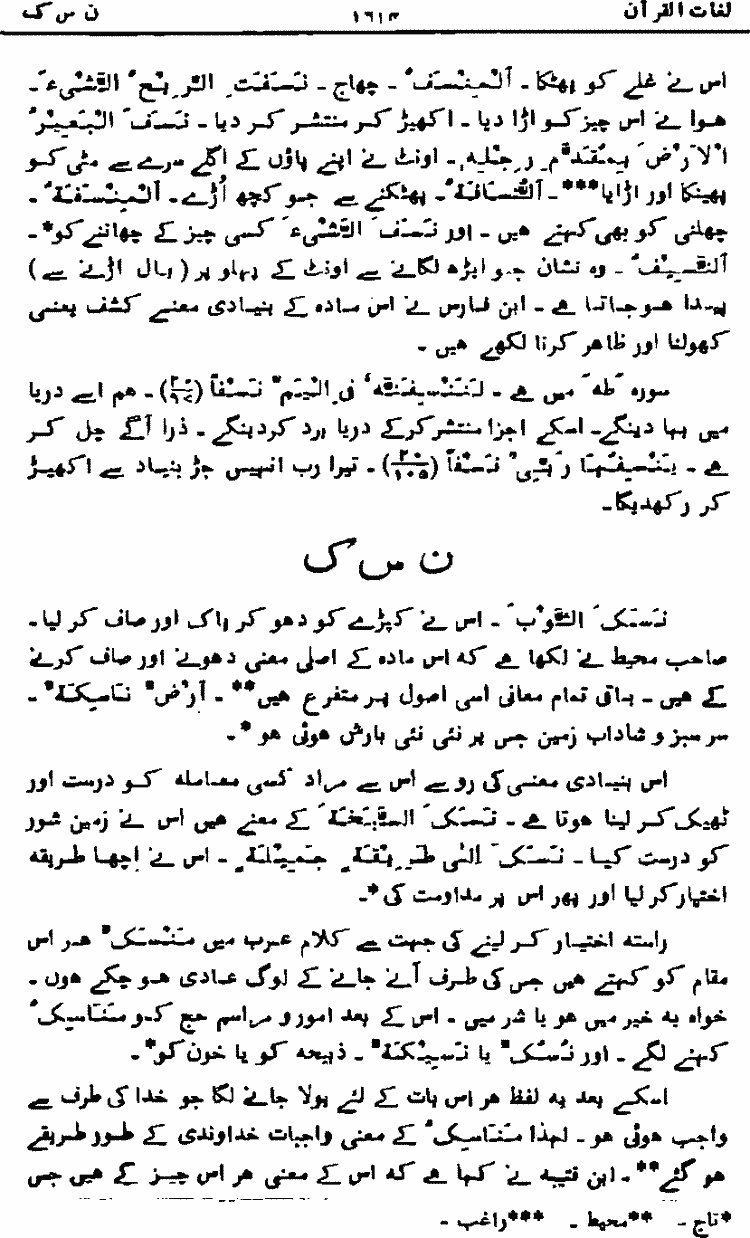 لغات القرآن ۱۶۱۳ ن س ک
اس نے غلے کو پھٹکا۔ اَلْمِنْسَفُ۔ چھاج۔ نَسَفَتِ الرِّیْحُ الشَّیْءَ۔
ہوا نے اس چیز کو اڑا دیا۔ اکھیڑ کر منتشر کر دیا۔ نَسَفَ الْبَعِیْرُ
الْاَرْضَ بِمُقَدَّمِ رِجْلِہِ۔ اونٹ نے اپنے پاؤں کے اگلے سرے سے مٹی کو
پھینکا اور اڑایا***۔ اَلنُّسَافَۃُ۔ پھٹکنے سے جو کچھ اُڑے۔ اَلْمِنْسَفَۃُ۔
چھلنی کو بھی کہتے ہیں۔ اور نَسَفَ الشَّیْءَ کسی چیز کے چھاننے کو*۔
اَلنَّسِیْفُ۔ وہ نشان جو ایڑھ لگانے سے اونٹ کے پہلو پر (بال اڑنے سے)
پیدا ہو جاتا ہے۔ ابن فارس نے اس مادہ کے بنیادی معنے کشف یعنی
کھولنا اور ظاہر کرنا لکھے ہیں۔
سورہ طٰہٰ میں ہے۔ لَنَنْسِفَنَّہٗ فِی الْیَمِّ نَسْفاً (۲۰/۹۷)۔ ہم اسے دریا
میں بہا دینگے۔ اسکے اجزا منتشر کرکے دریا برد کردینگے۔ ذرا آگے چل کر
ہے۔ یَنْسِفُہَا رَبِّیْ نَسْفاً (۲۰/۱۰۵)۔ تیرا رب انہیں جڑ بنیاد سے اکھیڑ
کر رکھدیگا۔
ن س ک
نَسَکَ الثَّوْبَ۔ اس نے کپڑے کو دھو کر پاک اور صاف کر لیا۔
صاحب محیط نے لکھا ہے کہ اس مادہ کے اصلی معنی دھونے اور صاف کرنے
کے ہیں۔ باقی تمام معانی اسی اصول پر متفرع ہیں**۔ اَرْضٌ نَاسِکَۃٌ۔
سر سبز و شاداب زمین جس پر نئی نئی بارش ہوئی ہو*۔
اس بنیادی معنی کی رو سے اس سے مراد کسی معاملہ کو درست اور
ٹھیک کر لینا ہوتا ہے۔ نَسَکَ السَّبَخَۃَ کے معنے ہیں اس نے زمین شور
کو درست کیا۔ نَسَکَ اِلٰی طَرِیْقَۃٍ جَمِیْلَۃٍ۔ اس نے اچھا طریقہ
اختیار کر لیا اور پھر اس پر مداومت کی*۔
راستہ اختیار کر لینے کی جہت سے کلام عرب میں مَنْسَکٌ ہر اس
مقام کو کہتے ہیں جس کی طرف آنے جانے کے لوگ عادی ہو چکے ہوں۔
خواہ یہ خیر میں ہو یا شر میں۔ اس کے بعد امور و مراسم حج کو مَنَاسِکُ
کہنے لگے۔ اور نُسُکٌ یا نَسِیْکَۃٌ۔ ذبیحہ کو یا خون کو*۔
اسکے بعد یہ لفظ ہر اس بات کے لئے بولا جانے لگا جو خدا کی طرف سے
واجب ہوئی ہو۔ لہذا مَنَاسِکُ کے معنی واجبات خداوندی کے طور طریقے
ہو گئے**۔ ابن قتیبہ نے کہا ہے کہ اس کے معنی ہر اس چیز کے ہیں جس
*تاج۔ **محیط۔ ***راغب۔